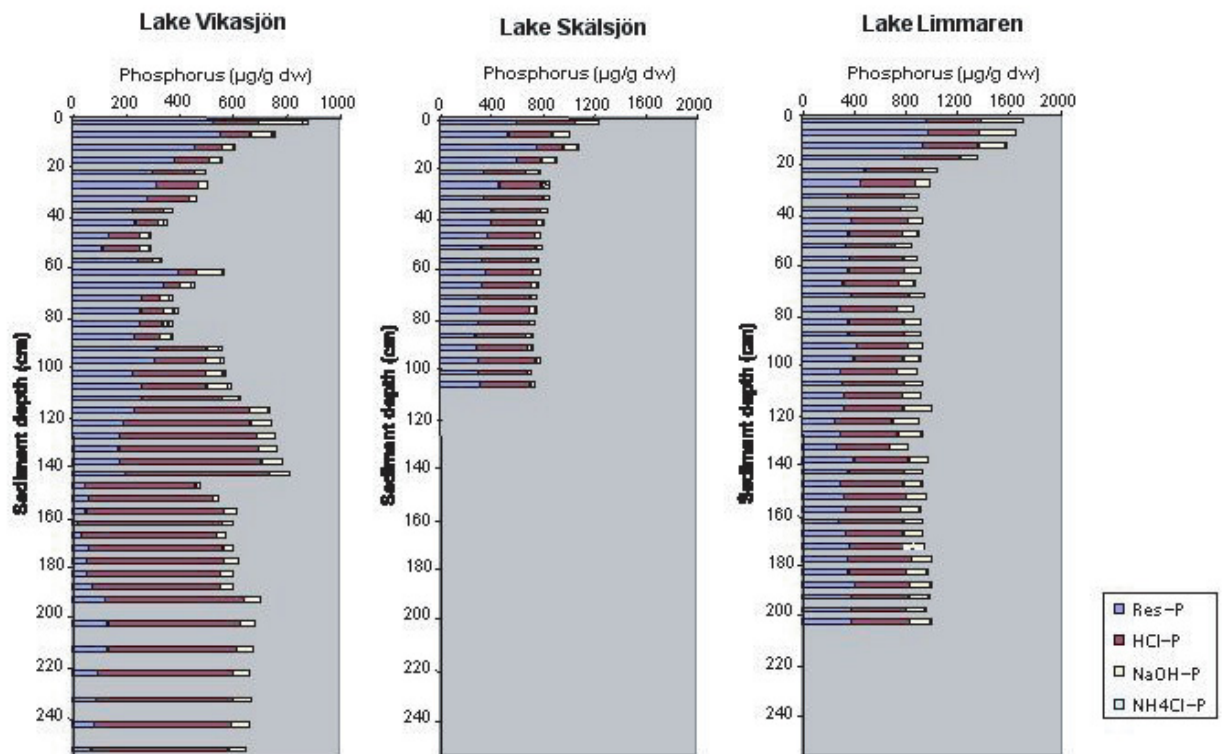 Lake Vikasjön
Phosphorus (µg/g dw)
0 200 400 600 800 1000
Sediment depth (cm)
0
20
40
60
80
100
120
140
160
180
200
220
240
Lake Skälsjön
Phosphorus (µg/g dw)
0 400 800 1200 1600 2000
Sediment depth (cm)
0
20
40
60
80
100
120
140
160
180
200
220
240
Lake Limmaren
Phosphorus (µg/g dw)
0 400 800 1200 1600 2000
Sediment depth (cm)
0
20
40
60
80
100
120
140
160
180
200
220
240
Res-P
HCl-P
NaOH-P
NH4Cl-P